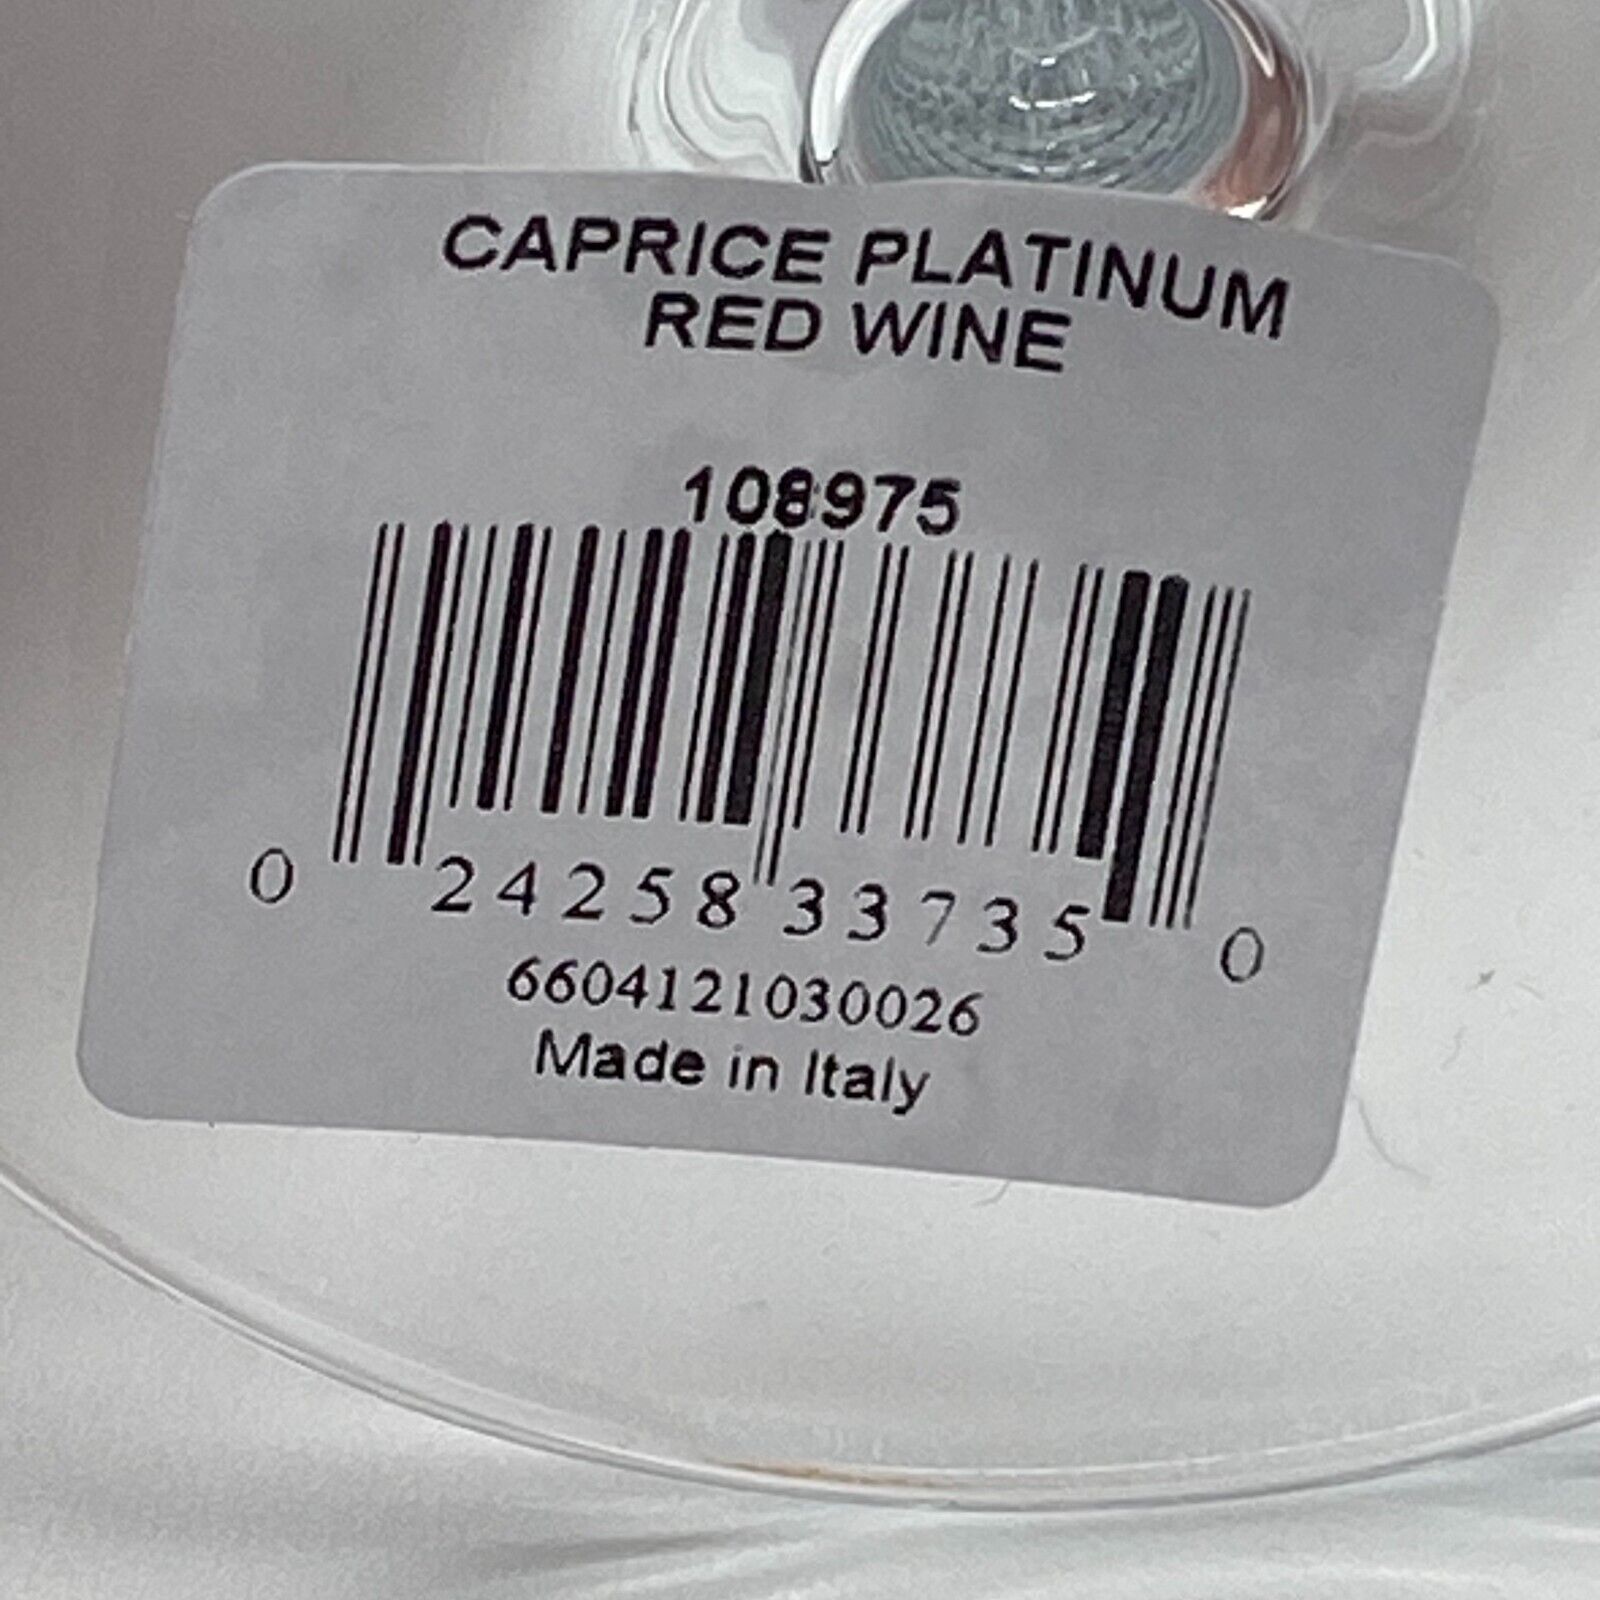 CAPRICE PLATINUM
RED WINE
108975
0 24258 33735 0
6604121030026
Made in Italy